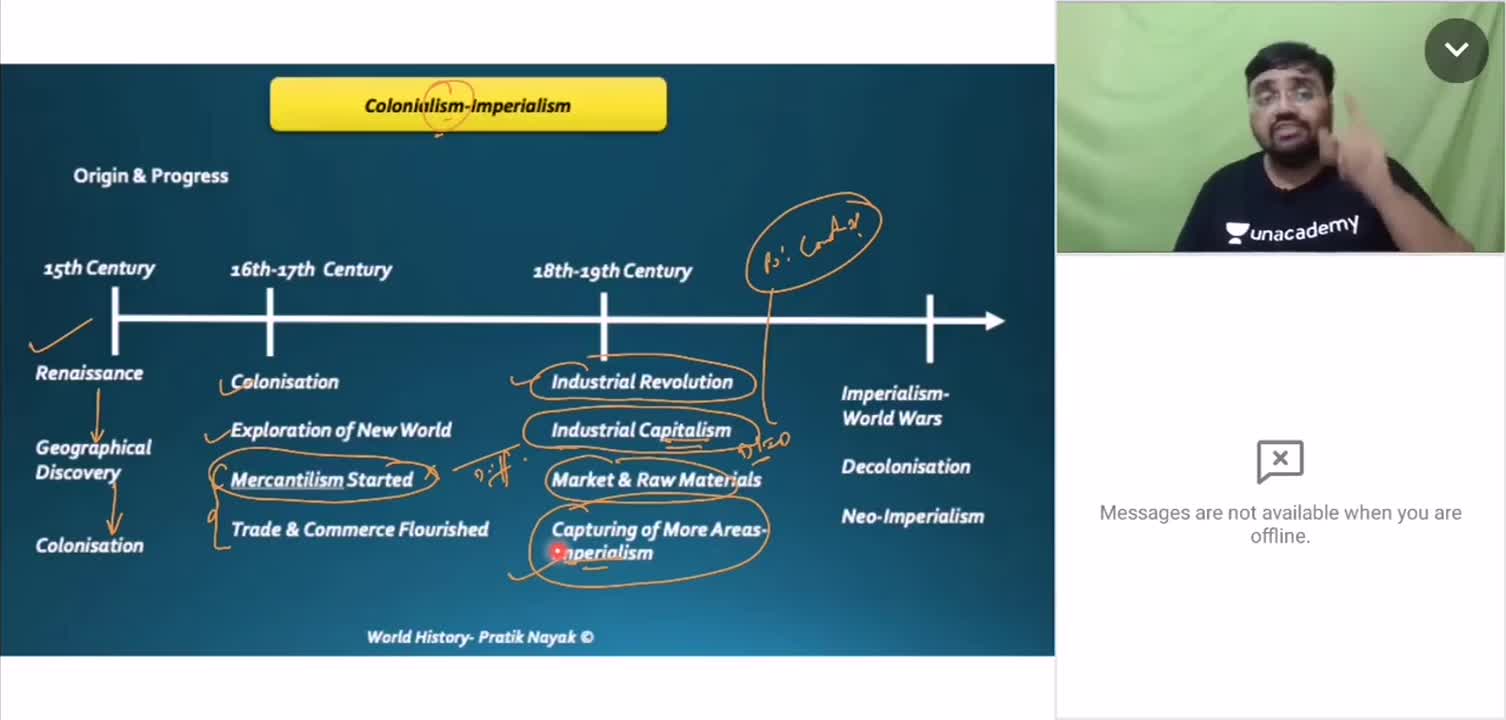 Colonialism-Imperialism
Origin & Progress
15th Century
16th-17th Century
18th-19th Century
Renaissance
Geographical
Discovery
Colonisation
Colonisation
Exploration of New World
Mercantilism Started
Trade & Commerce Flourished
Diff.
Industrial Revolution
Industrial Capitalism
Market & Raw Materials
Capturing of More Areas-
Imperialism
Imperialism-
World Wars
Decolonisation
Neo-Imperialism
World History- Pratik Nayak ©
unacademy
Messages are not available when you are
offline.